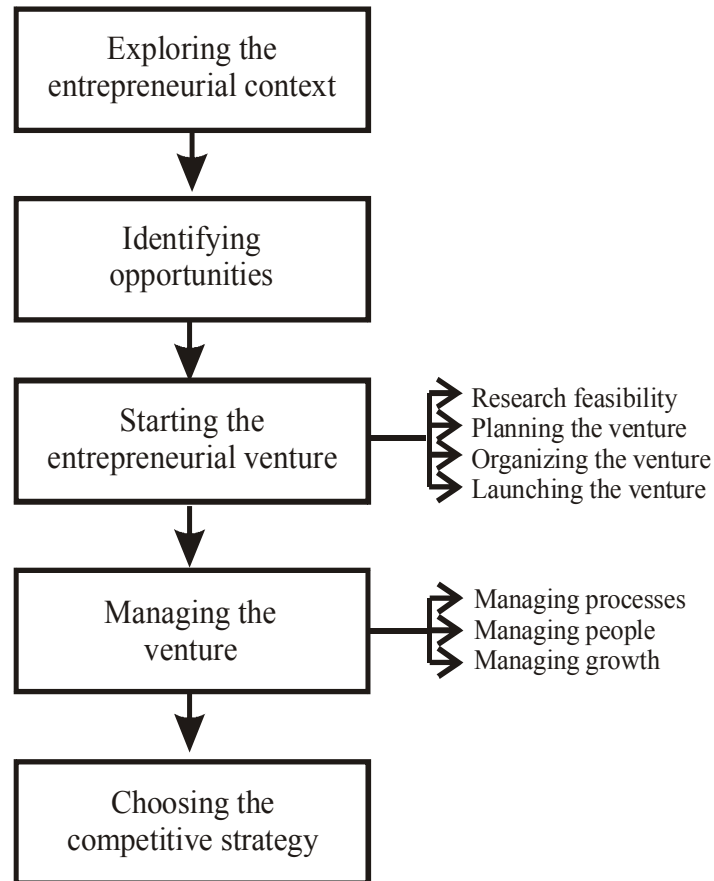 Exploring the
entrepreneurial context
Identifying
opportunities
Starting the
entrepreneurial venture
Research feasibility
Planning the venture
Organizing the venture
Launching the venture
Managing the
venture
Managing processes
Managing people
Managing growth
Choosing the
competitive strategy